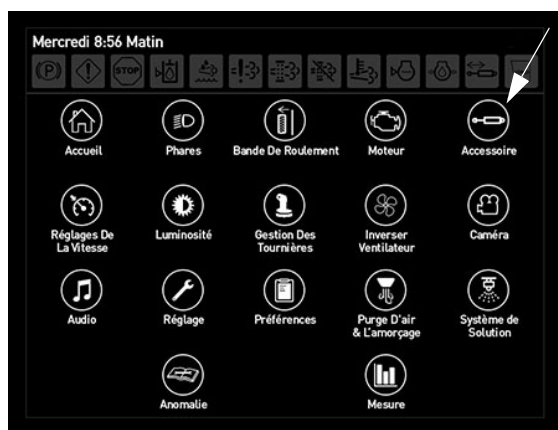 Mercredi 8:56 Matin
(P) STOP
Accueil Phares Bande De Roulement Moteur Accessoire
Réglages De La Vitesse Luminosité Gestion Des Tournières Inverser Ventilateur Caméra
Audio Réglage Préférences Purge D'air & L'amorçage Système de Solution
Anomalie Mesure